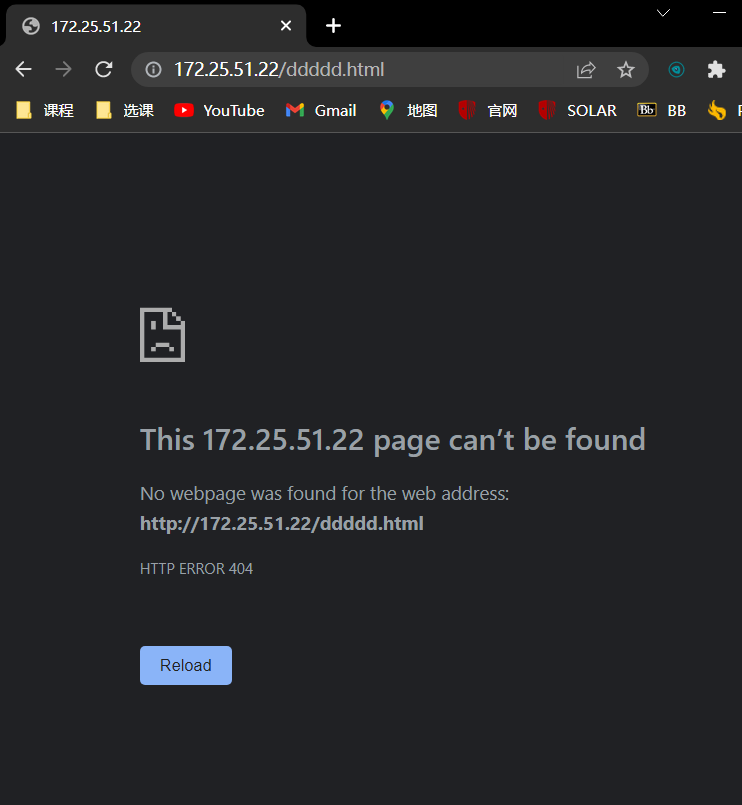 172.25.51.22
172.25.51.22/ddddd.html
课程 选课 YouTube Gmail 地图 官网 SOLAR Bb BB
This 172.25.51.22 page can’t be found
No webpage was found for the web address:
http://172.25.51.22/ddddd.html
HTTP ERROR 404
Reload